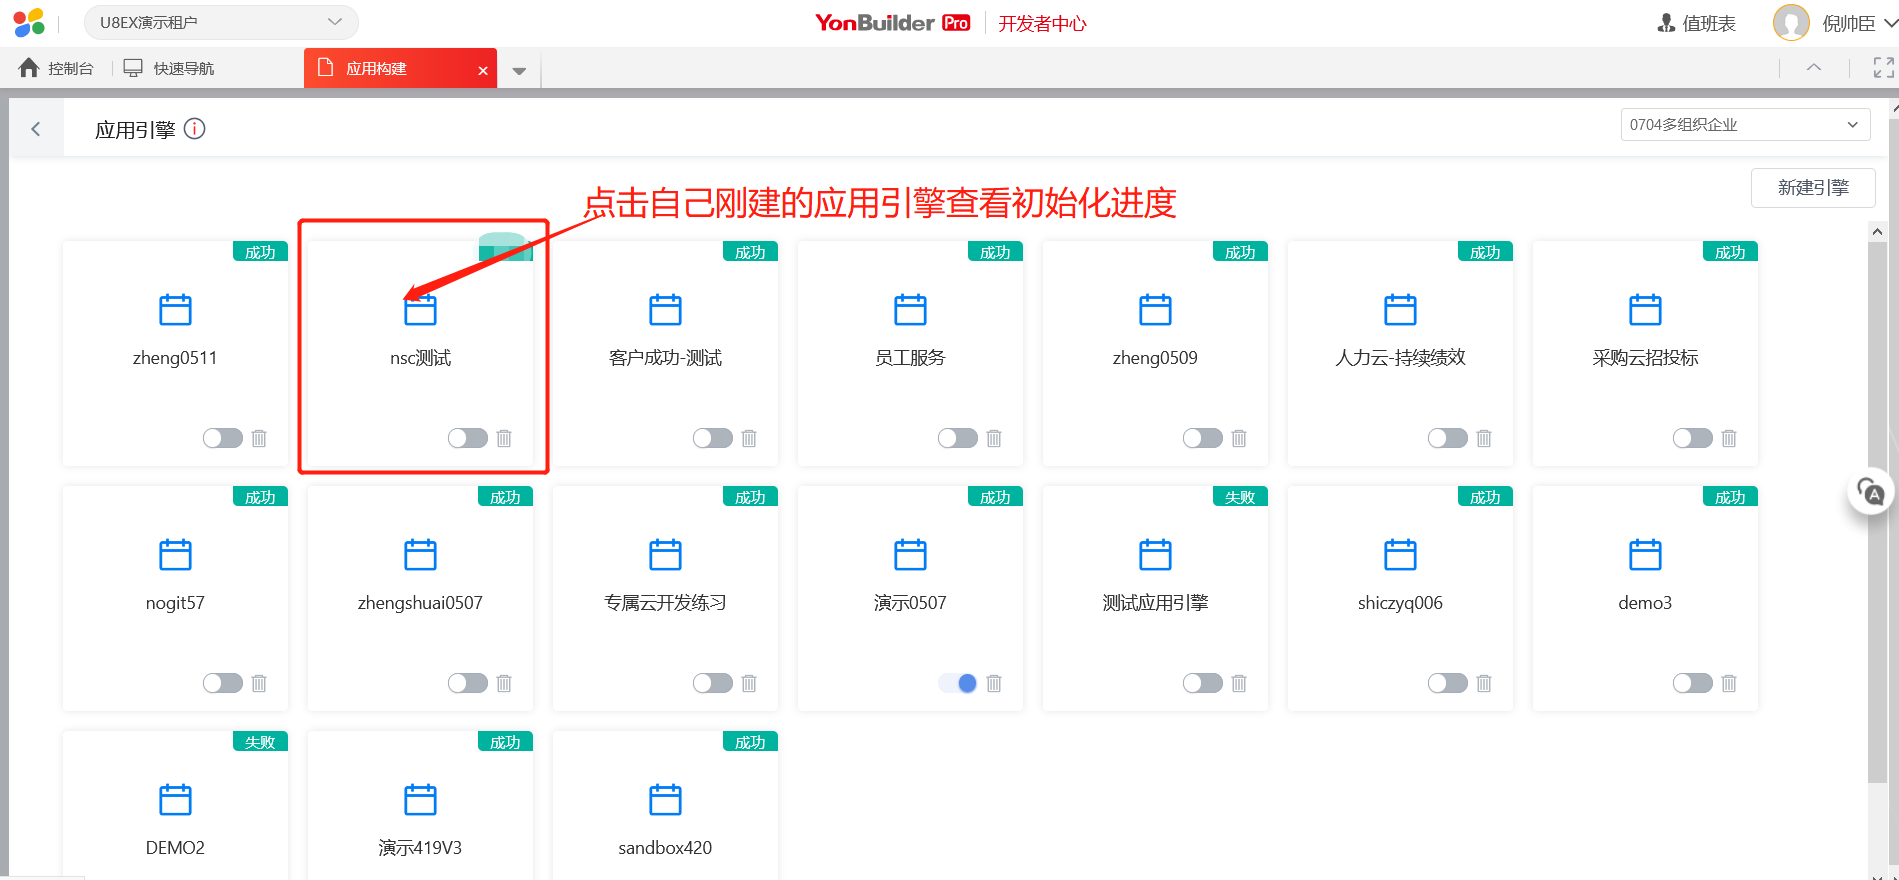 U8EX演示租户
YonBuilder Pro 开发者中心
值班表
倪帅臣
控制台
快速导航
应用构建
应用引擎
0704多组织企业
点击自己刚建的应用引擎查看初始化进度
新建引擎
成功
zheng0511
nsc测试
成功
客户成功-测试
成功
员工服务
成功
zheng0509
成功
人力云-持续绩效
成功
采购云招投标
成功
nogit57
成功
zhengshuai0507
成功
专属云开发练习
成功
演示0507
失败
测试应用引擎
成功
shiczyq006
成功
demo3
失败
DEMO2
成功
演示419V3
成功
sandbox420